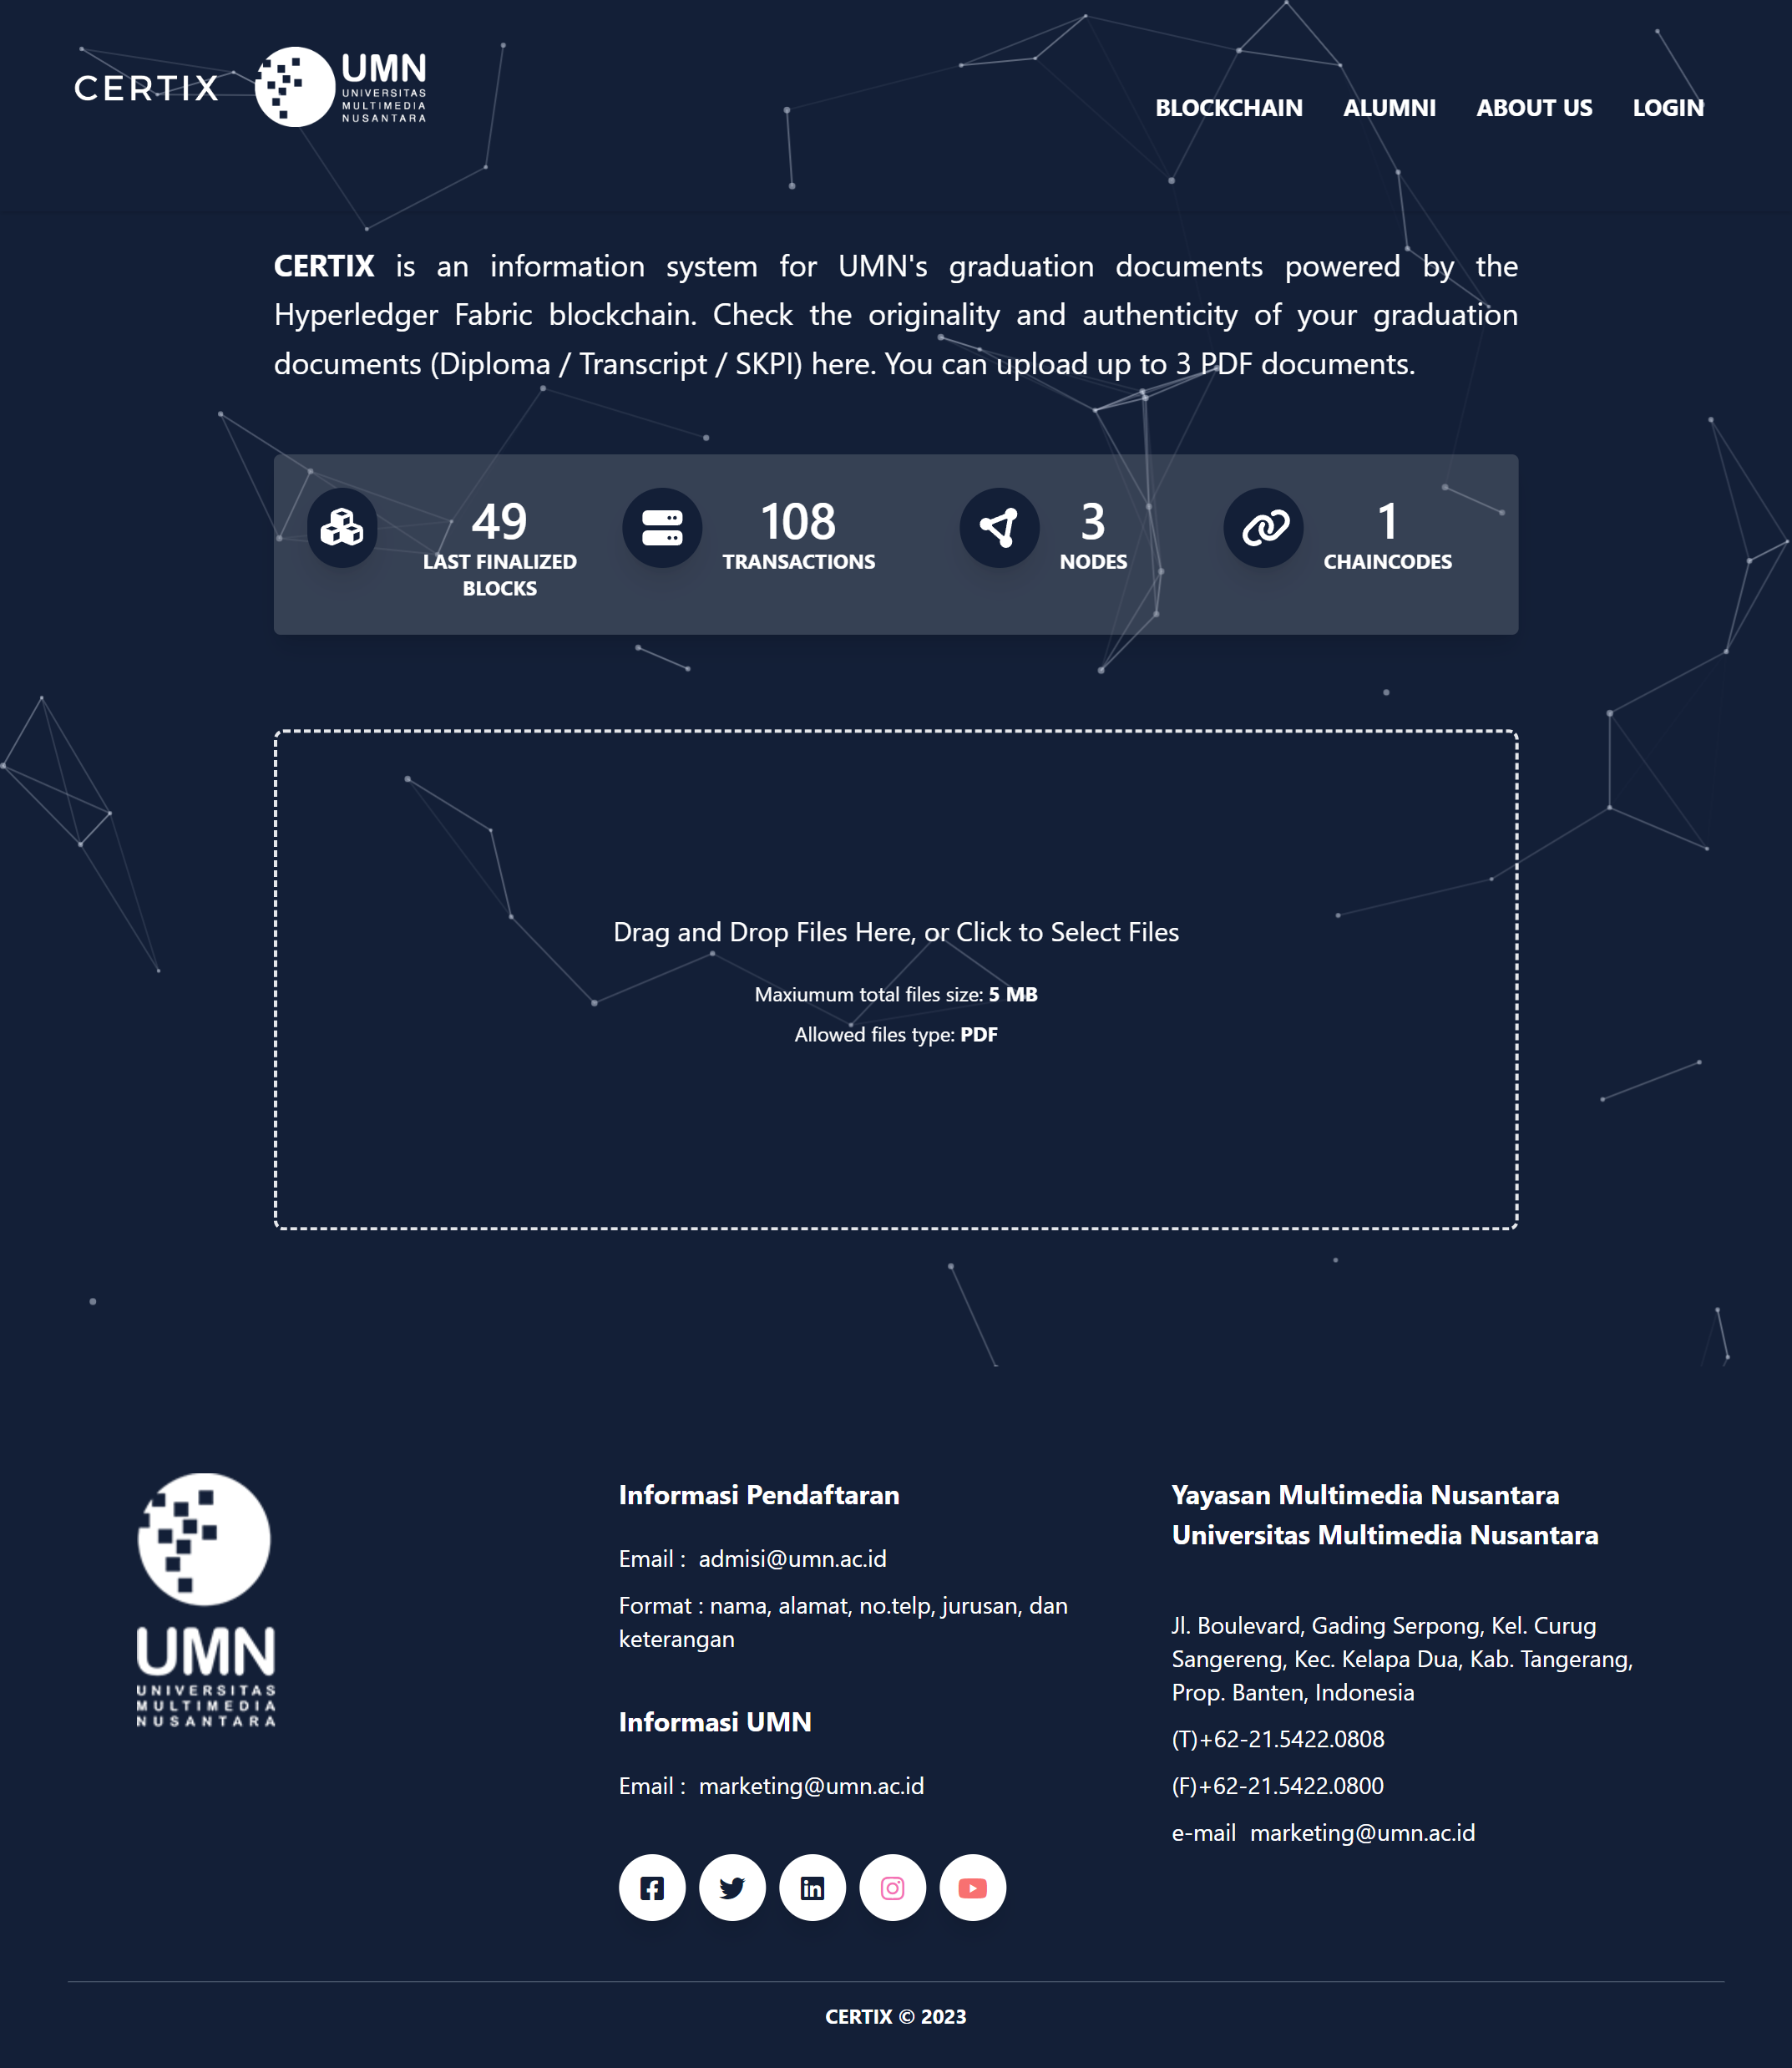 CERTIX
UMN
UNIVERSITAS
MULTIMEDIA
NUSANTARA
BLOCKCHAIN
ALUMNI
ABOUT US
LOGIN
CERTIX is an information system for UMN's graduation documents powered by the
Hyperledger Fabric blockchain. Check the originality and authenticity of your graduation
documents (Diploma / Transcript / SKPI) here. You can upload up to 3 PDF documents.
49
LAST FINALIZED
BLOCKS
108
TRANSACTIONS
3
NODES
1
CHAINCODES
Drag and Drop Files Here, or Click to Select Files
Maxiumum total files size: 5 MB
Allowed files type: PDF
UMN
UNIVERSITAS
MULTIMEDIA
NUSANTARA
Informasi Pendaftaran
Email : admisi@umn.ac.id
Format : nama, alamat, no.telp, jurusan, dan
keterangan
Informasi UMN
Email : marketing@umn.ac.id
Yayasan Multimedia Nusantara
Universitas Multimedia Nusantara
Jl. Boulevard, Gading Serpong, Kel. Curug
Sangereng, Kec. Kelapa Dua, Kab. Tangerang,
Prop. Banten, Indonesia
(T)+62-21.5422.0808
(F)+62-21.5422.0800
e-mail marketing@umn.ac.id
CERTIX © 2023